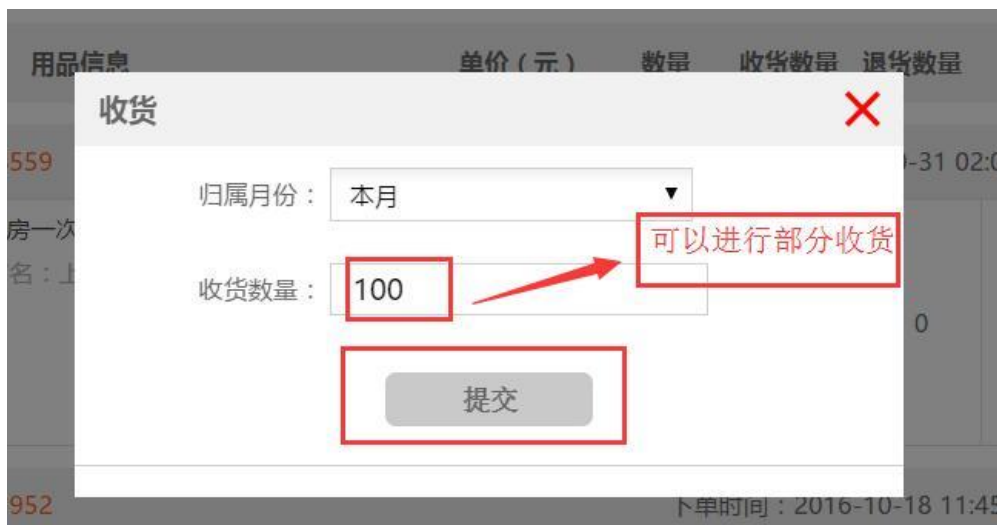 用品信息 单价（元） 数量 收货数量 退货数量
收货
559
-31 02:0
归属月份： 本月
房一次
可以进行部分收货
名：上
收货数量： 100
0
提交
952
下单时间：2016-10-18 11:45